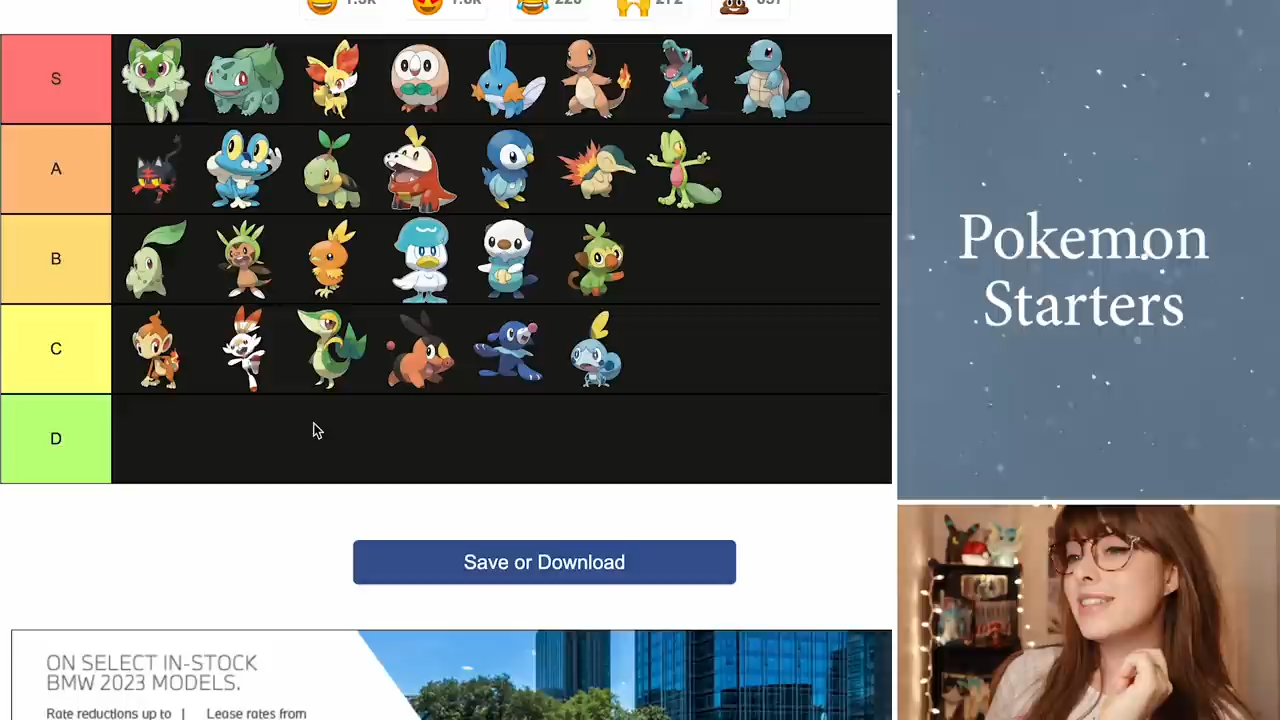 S
A
B
C
D
Pokemon
Starters
Save or Download
ON SELECT IN-STOCK
BMW 2023 MODELS.
Rate reductions up to | Lease rates from